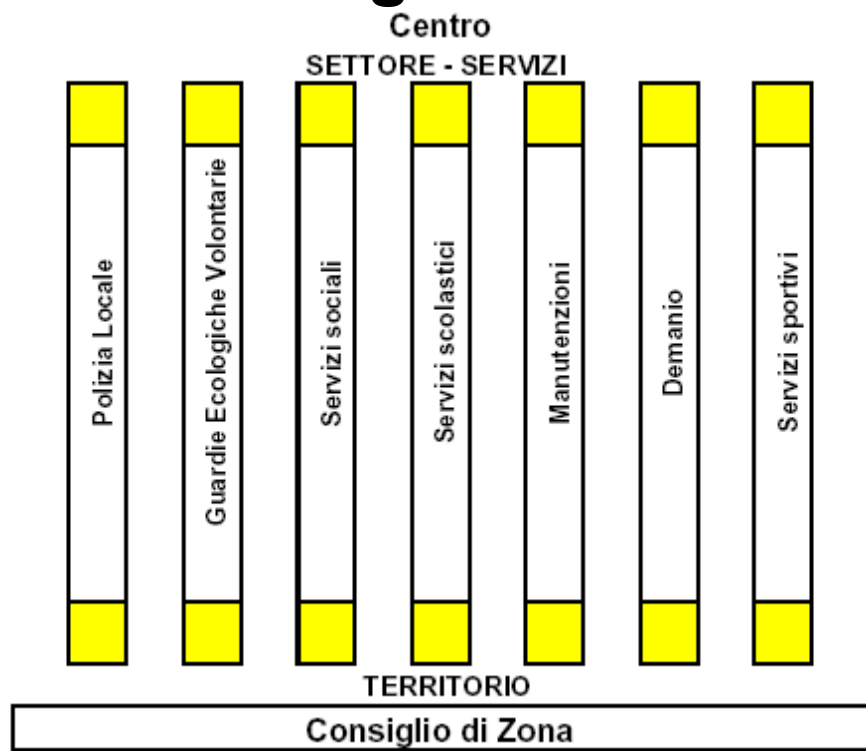 Centro
SETTORE - SERVIZI
Polizia Locale
Guardie Ecologiche Volontarie
Servizi sociali
Servizi scolastici
Manutenzioni
Demanio
Servizi sportivi
TERRITORIO
Consiglio di Zona